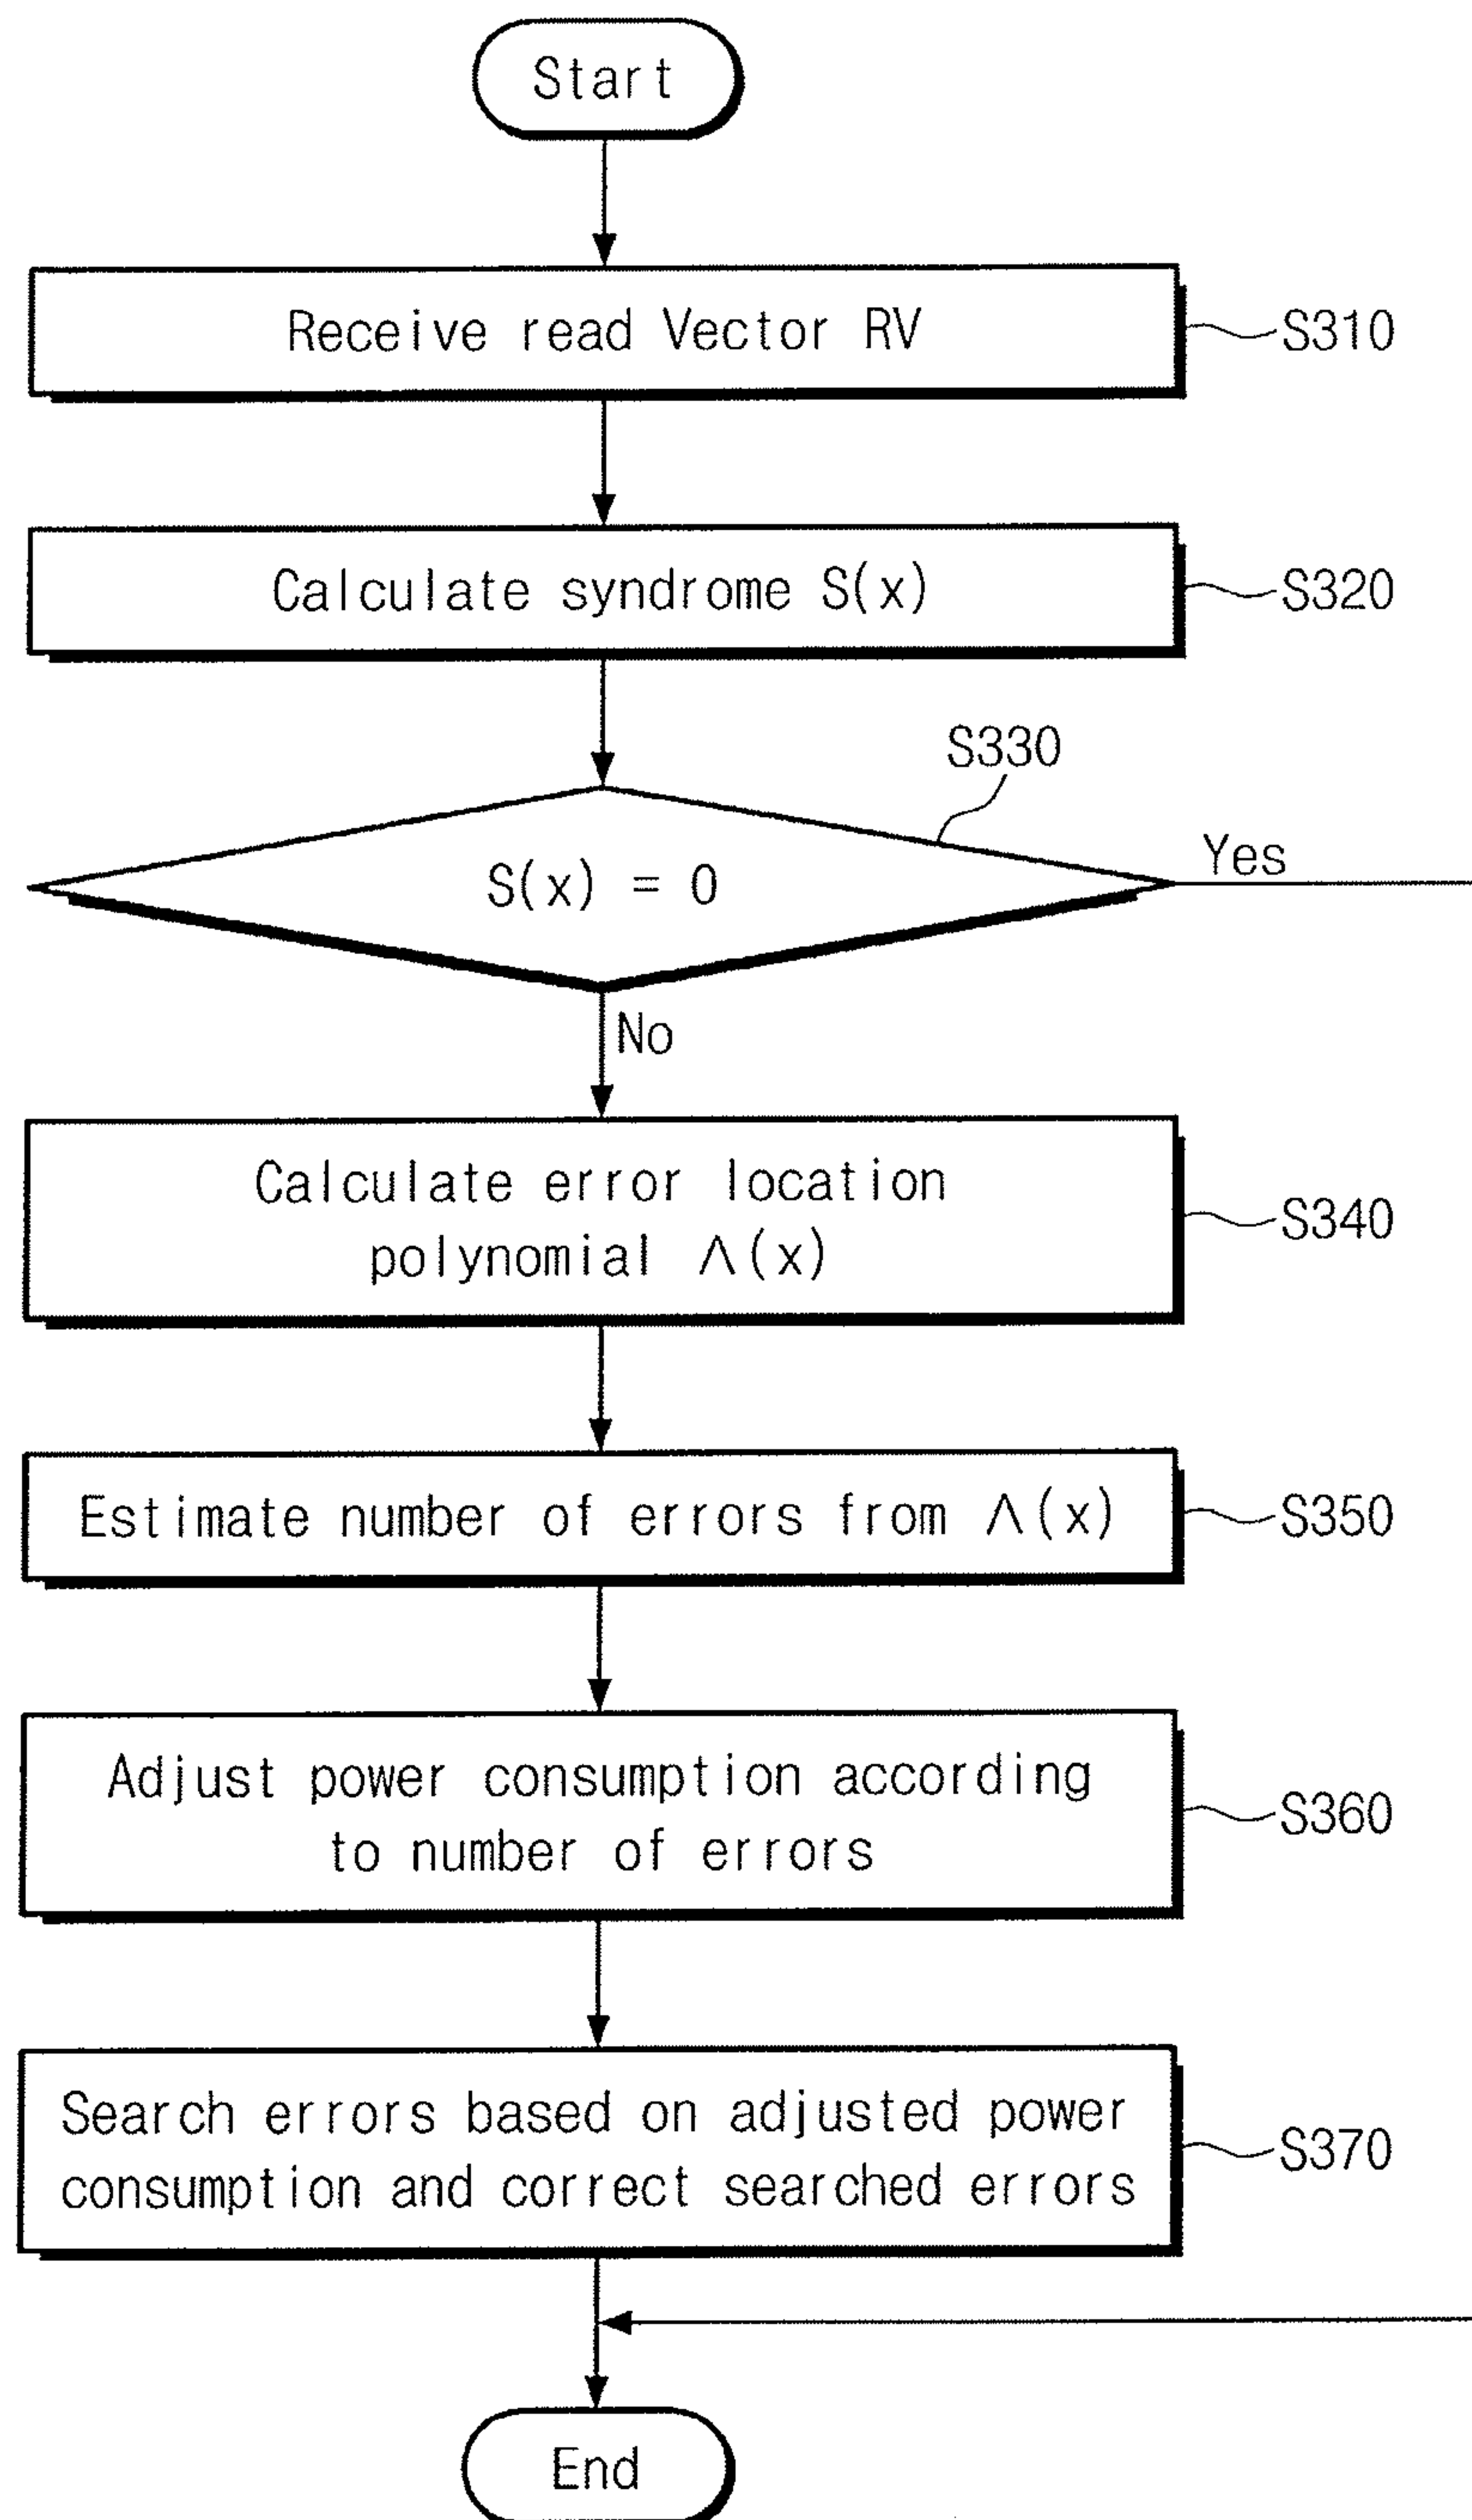 Start
Receive read Vector RV
S310
Calculate syndrome S(x)
S320
S330
S(x) = 0
Yes
No
Calculate error location
polynomial Λ(x)
S340
Estimate number of errors from Λ(x)
S350
Adjust power consumption according
to number of errors
S360
Search errors based on adjusted power
consumption and correct searched errors
S370
End